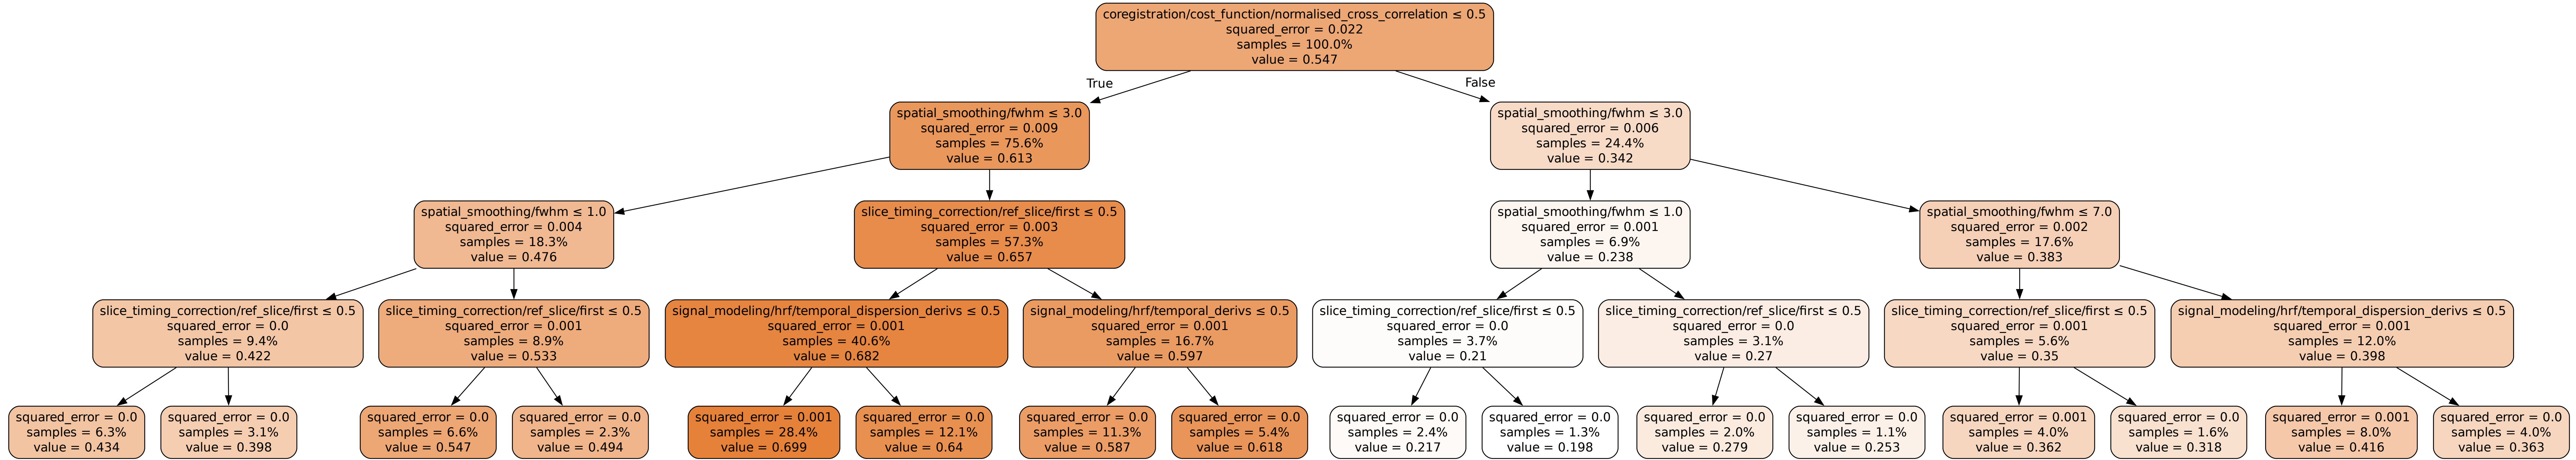 coregistration/cost_function/normalised_cross_correlation ≤ 0.5
squared_error = 0.022
samples = 100.0%
value = 0.547
True
False
spatial_smoothing/fwhm ≤ 3.0
squared_error = 0.009
samples = 75.6%
value = 0.613
spatial_smoothing/fwhm ≤ 3.0
squared_error = 0.006
samples = 24.4%
value = 0.342
spatial_smoothing/fwhm ≤ 1.0
squared_error = 0.004
samples = 18.3%
value = 0.476
slice_timing_correction/ref_slice/first ≤ 0.5
squared_error = 0.003
samples = 57.3%
value = 0.657
spatial_smoothing/fwhm ≤ 1.0
squared_error = 0.001
samples = 6.9%
value = 0.238
spatial_smoothing/fwhm ≤ 7.0
squared_error = 0.002
samples = 17.6%
value = 0.383
slice_timing_correction/ref_slice/first ≤ 0.5
squared_error = 0.0
samples = 9.4%
value = 0.422
slice_timing_correction/ref_slice/first ≤ 0.5
squared_error = 0.001
samples = 8.9%
value = 0.533
signal_modeling/hrf/temporal_dispersion_derivs ≤ 0.5
squared_error = 0.001
samples = 40.6%
value = 0.682
signal_modeling/hrf/temporal_derivs ≤ 0.5
squared_error = 0.001
samples = 16.7%
value = 0.597
slice_timing_correction/ref_slice/first ≤ 0.5
squared_error = 0.0
samples = 3.7%
value = 0.21
slice_timing_correction/ref_slice/first ≤ 0.5
squared_error = 0.0
samples = 3.1%
value = 0.27
slice_timing_correction/ref_slice/first ≤ 0.5
squared_error = 0.001
samples = 5.6%
value = 0.35
signal_modeling/hrf/temporal_dispersion_derivs ≤ 0.5
squared_error = 0.001
samples = 12.0%
value = 0.398
squared_error = 0.0
samples = 6.3%
value = 0.434
squared_error = 0.0
samples = 3.1%
value = 0.398
squared_error = 0.0
samples = 6.6%
value = 0.547
squared_error = 0.0
samples = 2.3%
value = 0.494
squared_error = 0.001
samples = 28.4%
value = 0.699
squared_error = 0.0
samples = 12.1%
value = 0.64
squared_error = 0.0
samples = 11.3%
value = 0.587
squared_error = 0.0
samples = 5.4%
value = 0.618
squared_error = 0.0
samples = 2.4%
value = 0.217
squared_error = 0.0
samples = 1.3%
value = 0.198
squared_error = 0.0
samples = 2.0%
value = 0.279
squared_error = 0.0
samples = 1.1%
value = 0.253
squared_error = 0.001
samples = 4.0%
value = 0.362
squared_error = 0.0
samples = 1.6%
value = 0.318
squared_error = 0.001
samples = 8.0%
value = 0.416
squared_error = 0.0
samples = 4.0%
value = 0.363